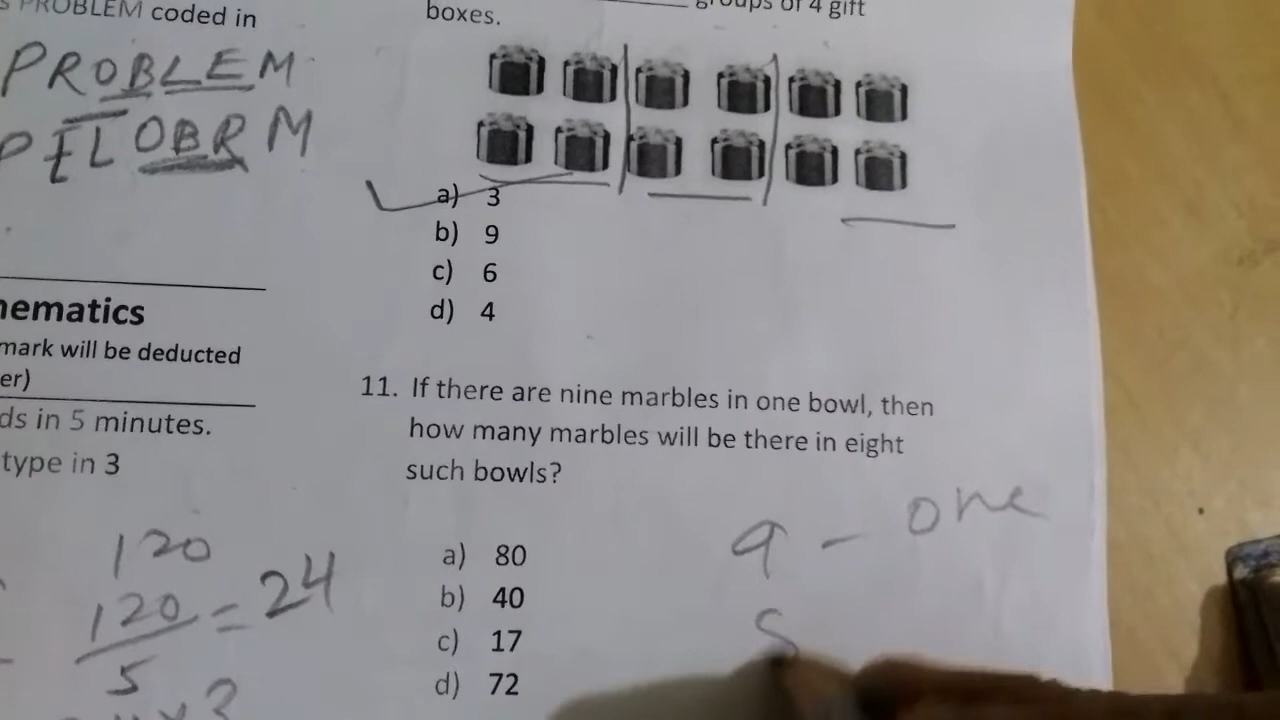 PROBLEM coded in
PROBLEM
PELOBRM
hematics
mark will be deducted
er)
ds in 5 minutes.
type in 3
120
120 = 24
5
groups of 4 gift
boxes.
a) 3
b) 9
c) 6
d) 4
11. If there are nine marbles in one bowl, then
how many marbles will be there in eight
such bowls?
9 - one
a) 80
b) 40
c) 17
d) 72